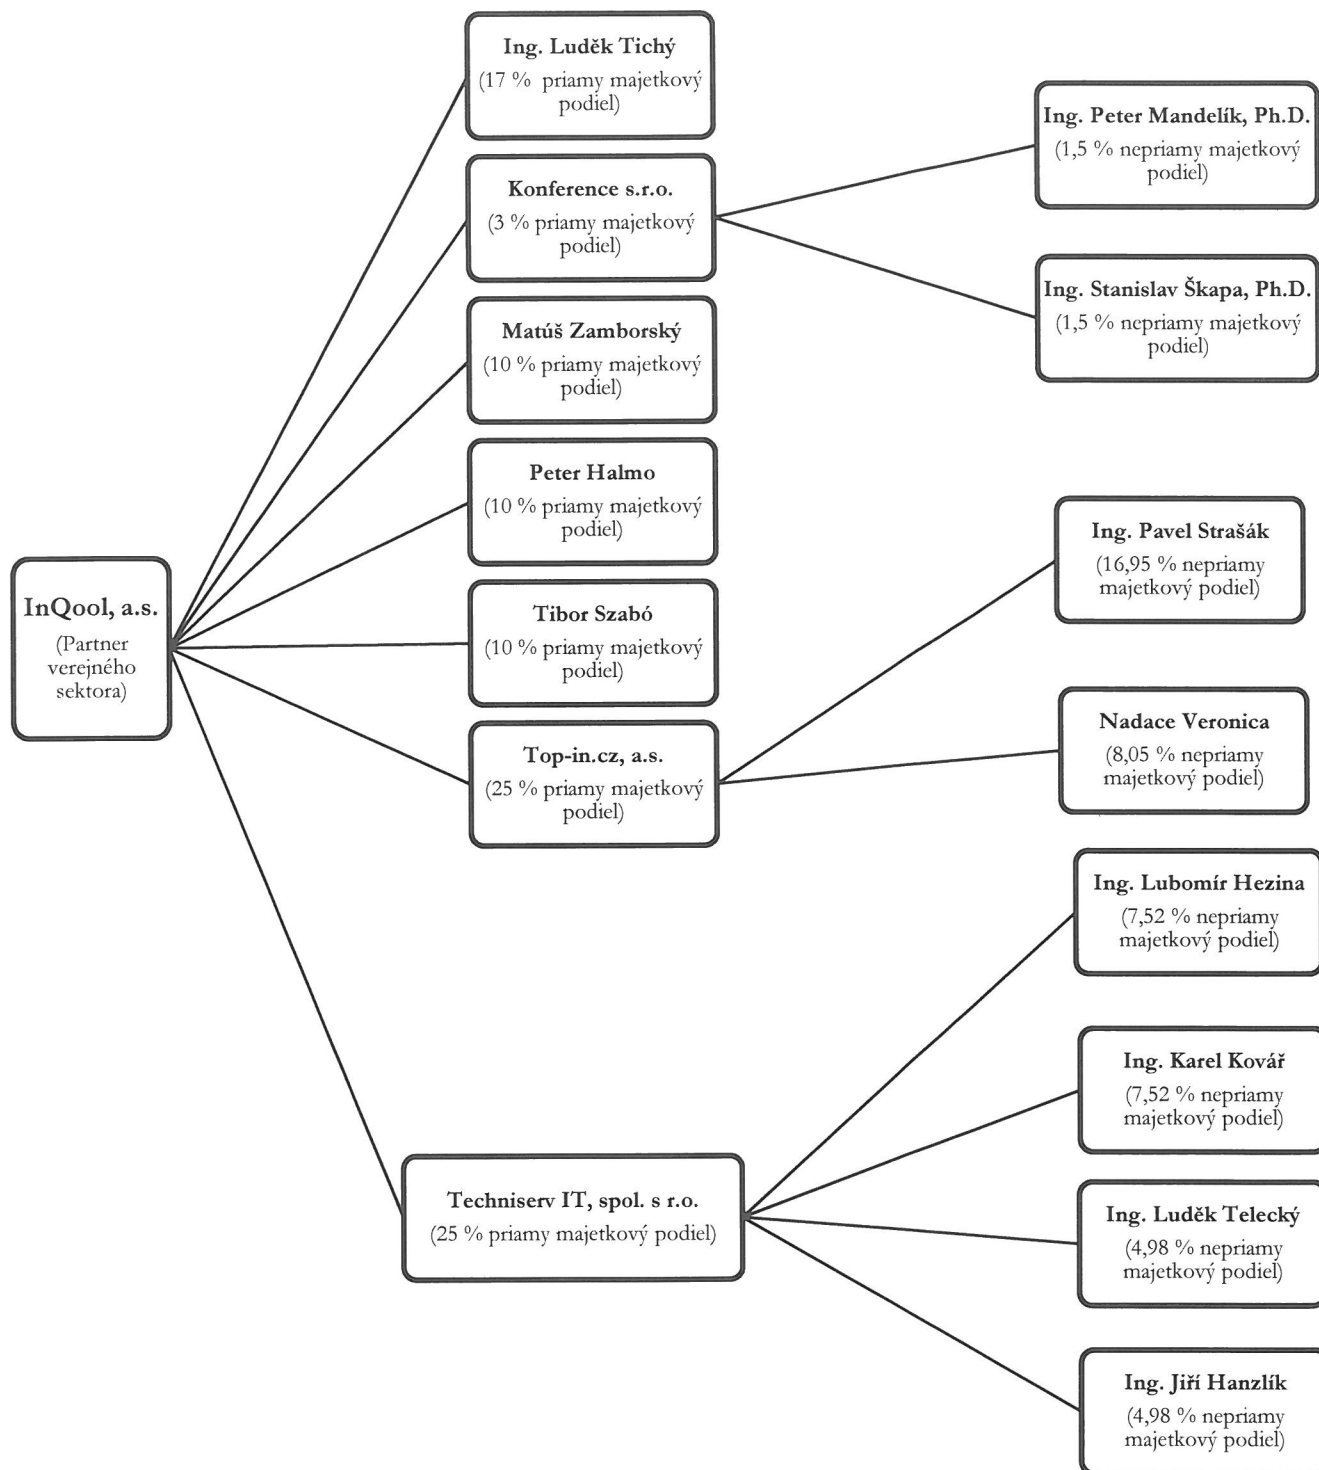 InQool, a.s.
(Partner
verejného
sektora)
Ing. Luděk Tichý
(17 % priamy majetkový
podiel)
Konference s.r.o.
(3 % priamy majetkový
podiel)
Matúš Zamborský
(10 % priamy majetkový
podiel)
Peter Halmo
(10 % priamy majetkový
podiel)
Tibor Szabó
(10 % priamy majetkový
podiel)
Top-in.cz, a.s.
(25 % priamy majetkový
podiel)
Techniserv IT, spol. s r.o.
(25 % priamy majetkový podiel)
Ing. Peter Mandelík, Ph.D.
(1,5 % nepriamy majetkový
podiel)
Ing. Stanislav Škapa, Ph.D.
(1,5 % nepriamy majetkový
podiel)
Ing. Pavel Strašák
(16,95 % nepriamy
majetkový podiel)
Nadace Veronica
(8,05 % nepriamy
majetkový podiel)
Ing. Lubomír Hezina
(7,52 % nepriamy
majetkový podiel)
Ing. Karel Kovář
(7,52 % nepriamy
majetkový podiel)
Ing. Luděk Telecký
(4,98 % nepriamy
majetkový podiel)
Ing. Jiří Hanzlík
(4,98 % nepriamy
majetkový podiel)